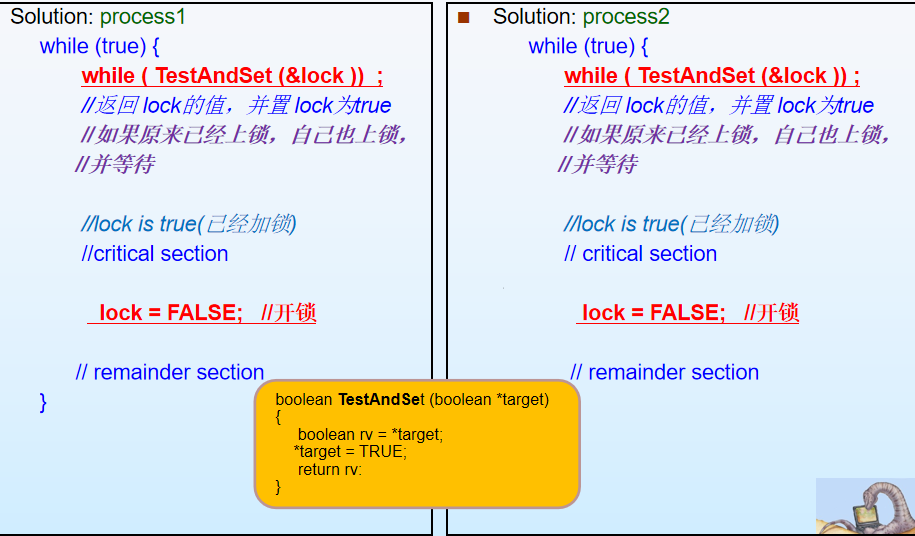 Solution: process1
while (true) {
while ( TestAndSet (&lock )) ;
//返回 lock的值，并置 lock为true
//如果原来已经上锁，自己也上锁，
//并等待
//lock is true(已经加锁)
//critical section
lock = FALSE; //开锁
// remainder section
}
■ Solution: process2
while (true) {
while ( TestAndSet (&lock )) ;
//返回 lock的值，并置 lock为true
//如果原来已经上锁，自己也上锁，
//并等待
//lock is true(已经加锁)
// critical section
lock = FALSE; //开锁
// remainder section
boolean TestAndSet (boolean *target)
{
boolean rv = *target;
*target = TRUE;
return rv:
}